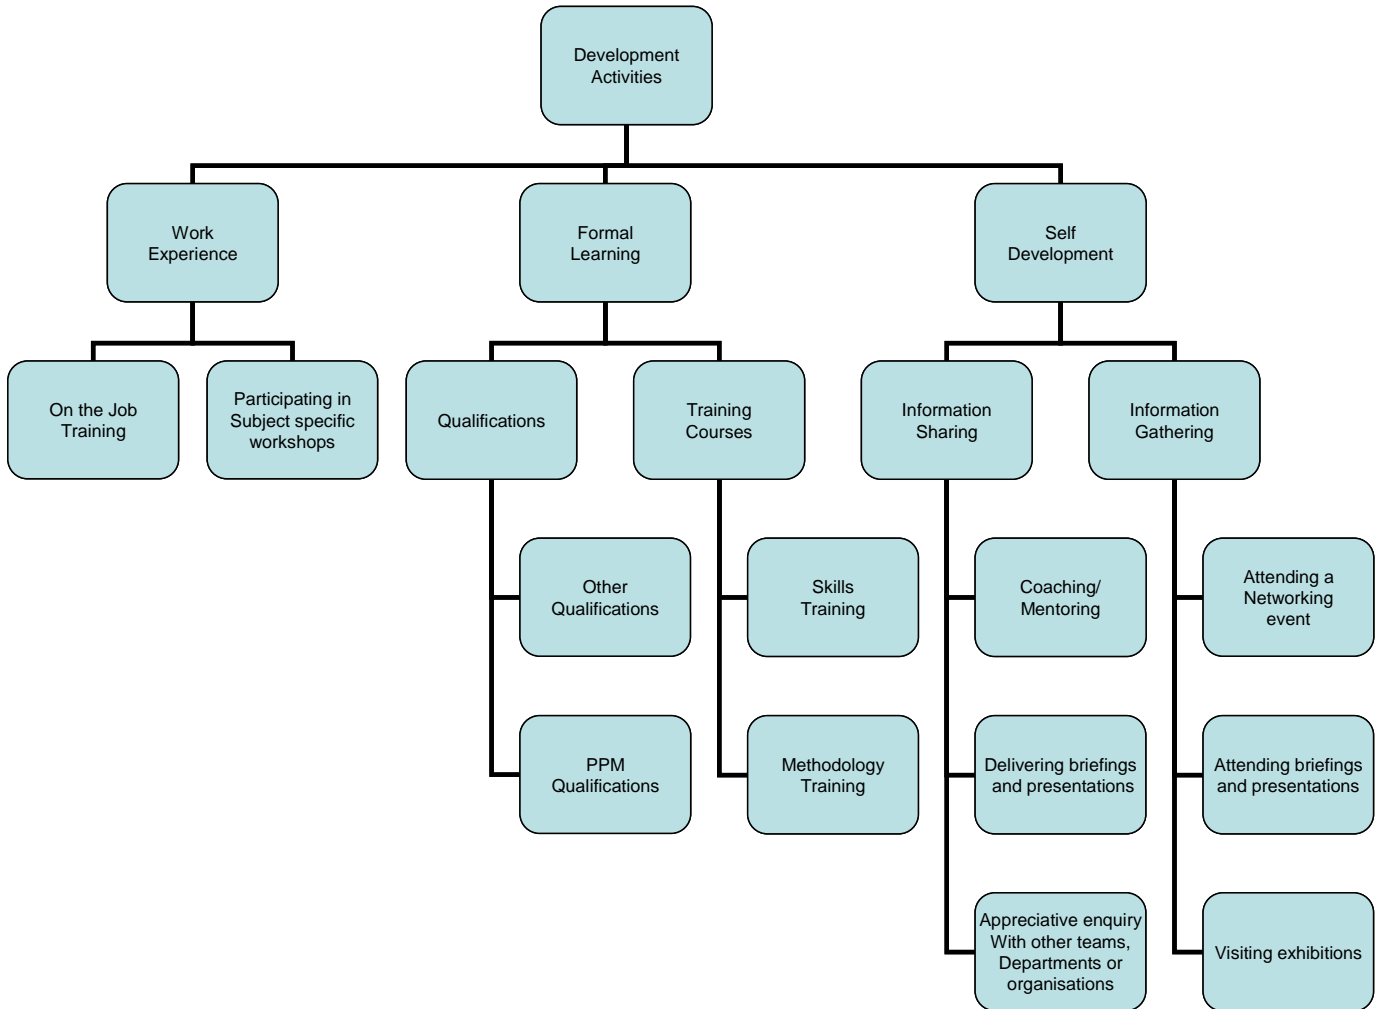 Development
Activities
Work
Experience
Formal
Learning
Self
Development
On the Job
Training
Participating in
Subject specific
workshops
Qualifications
Training
Courses
Information
Sharing
Information
Gathering
Other
Qualifications
Skills
Training
Coaching/
Mentoring
Attending a
Networking
event
PPM
Qualifications
Methodology
Training
Delivering briefings
and presentations
Attending briefings
and presentations
Appreciative enquiry
With other teams,
Departments or
organisations
Visiting exhibitions